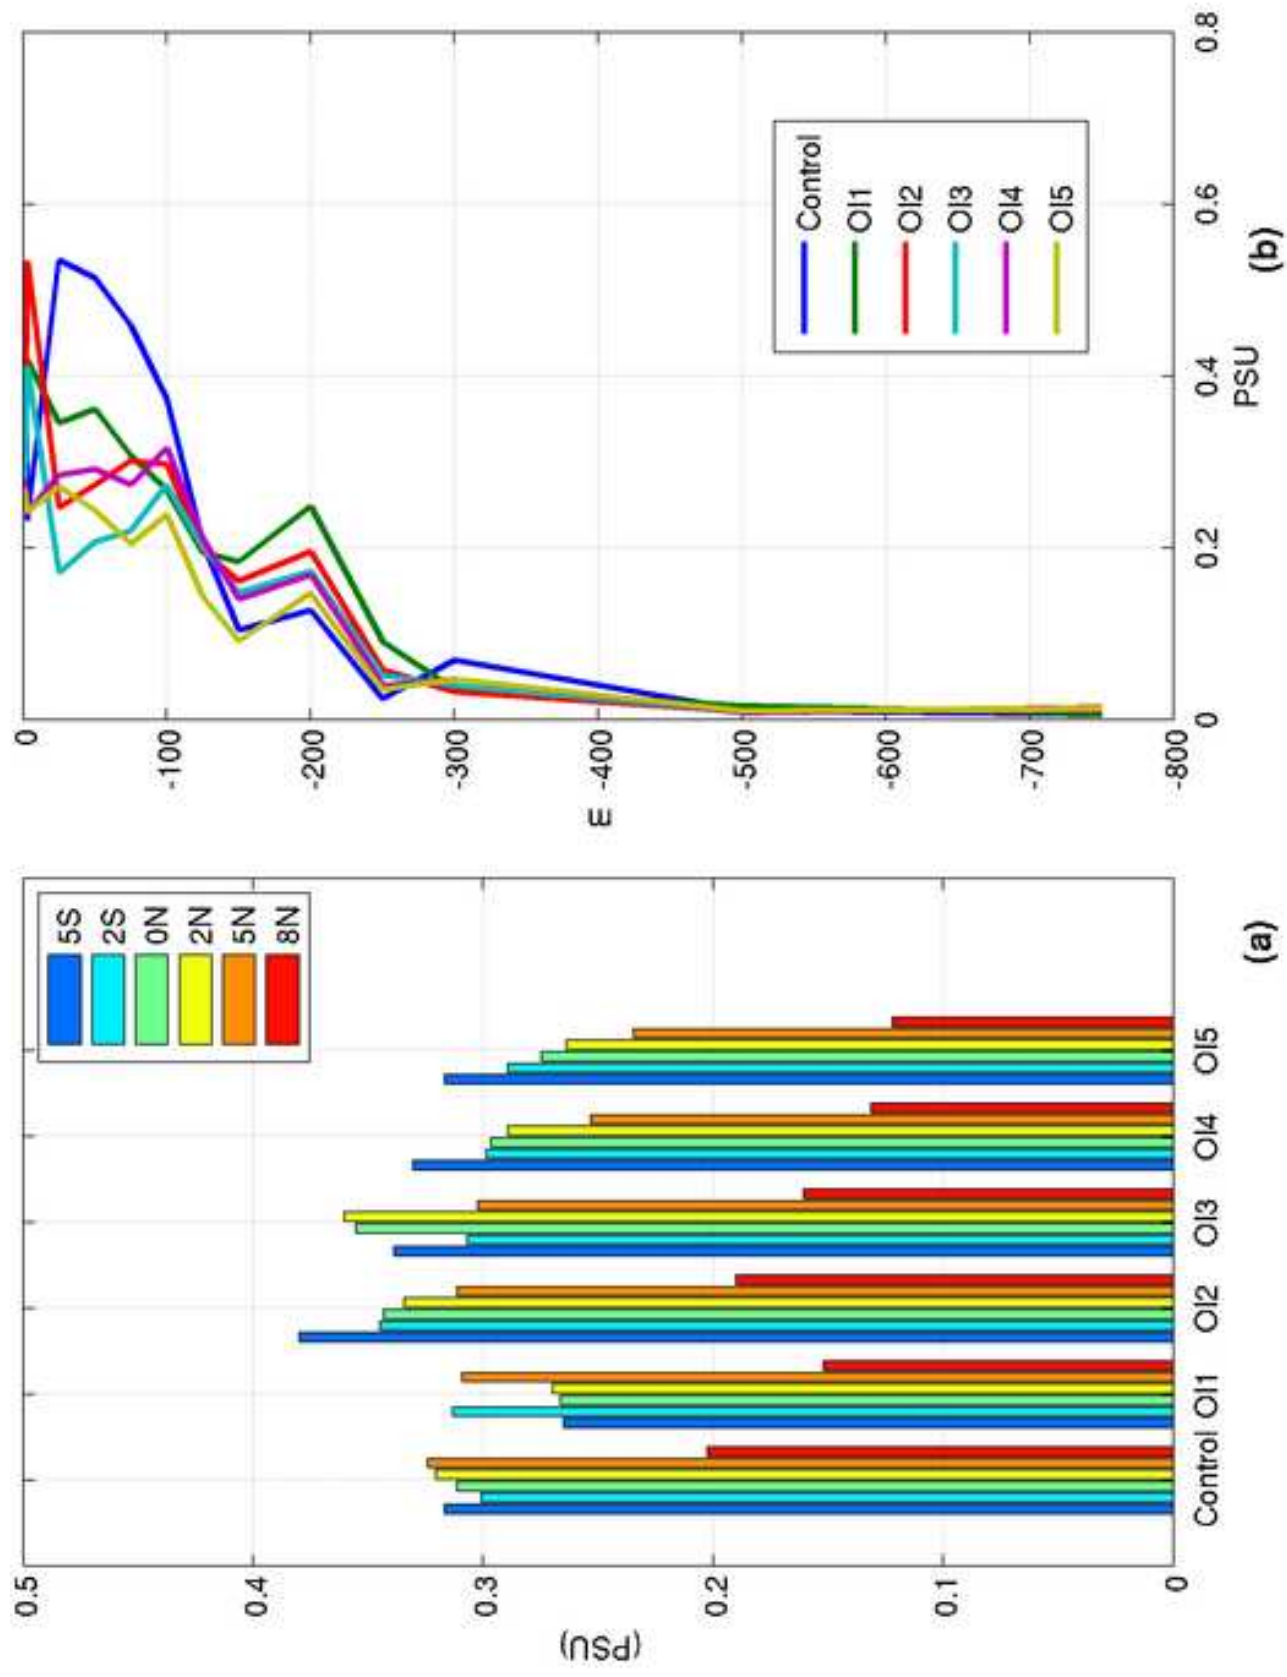 0.5
0.4
0.3
0.2
0.1
0
(PSU)
Control OI1 OI2 OI3 OI4 OI5
5S
2S
0N
2N
5N
8N
(a)
0
-100
-200
-300
-400
-500
-600
-700
-800
m
0 0.2 0.4 0.6 0.8
PSU
Control
OI1
OI2
OI3
OI4
OI5
(b)